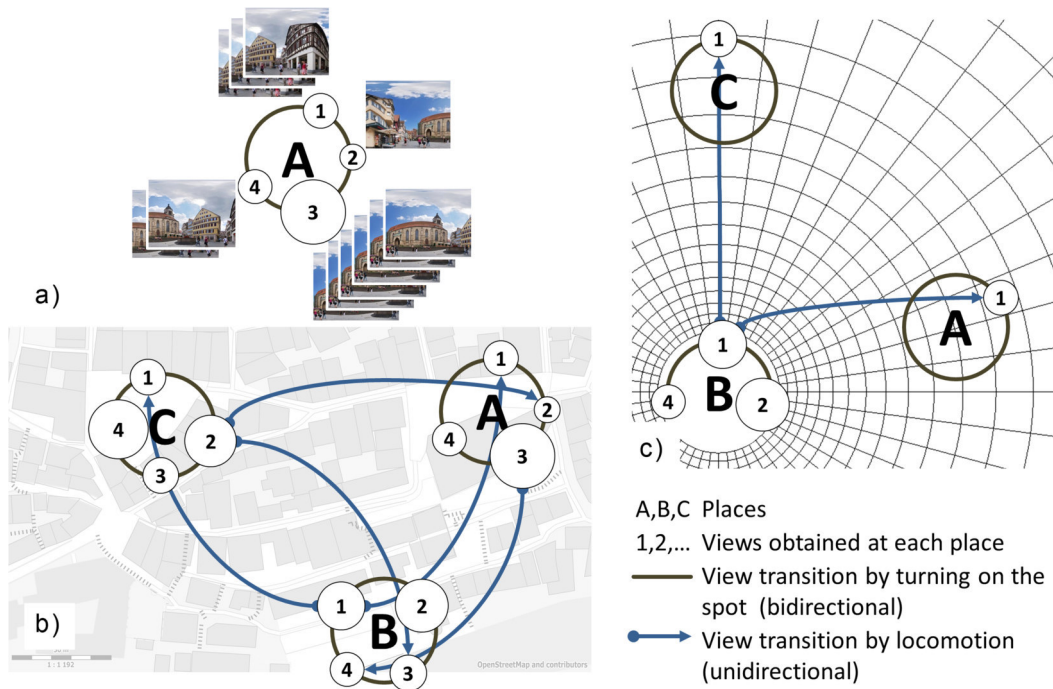 1
A
2
4
3
a )
1
C
4
2
3
1
A
2
4
3
1
2
B
4
3
b )
1 : 1 192
OpenStreetMap and contributors
1
C
1
A
1
B
4
2
c )
A,B,C Places
1,2,... Views obtained at each place
View transition by turning on the
spot (bidirectional)
View transition by locomotion
(unidirectional)